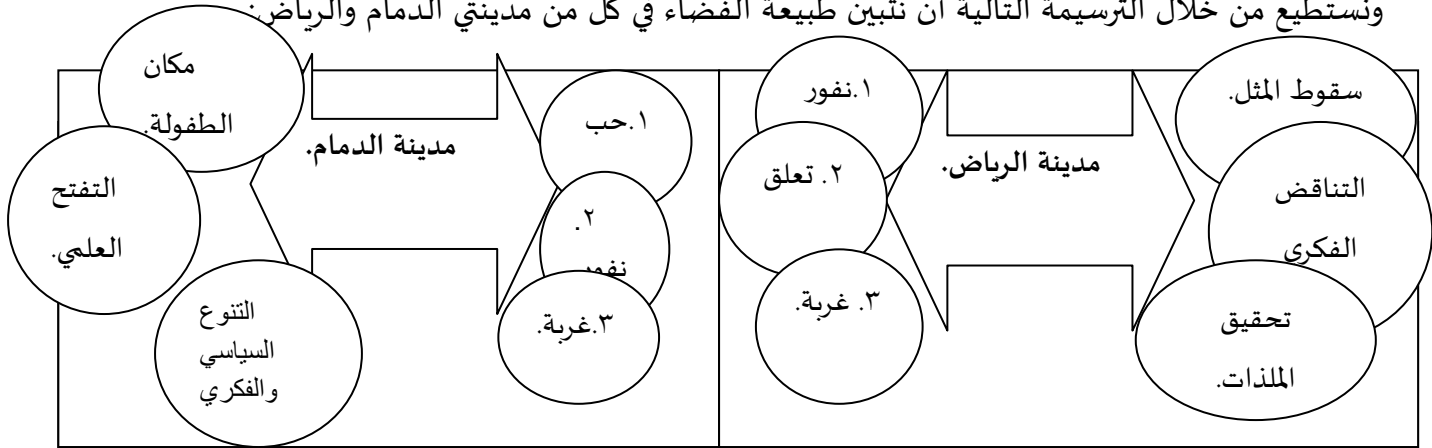 ونستطيع من خلال الترسيمة التالية أن نتبين طبيعة الفضاء في كل من مدينتي الدمام والرياض:
سقوط المثل.
التناقض
الفكري
تحقيق
الملذات.
مدينة الرياض.
١.نفور
٢. تعلق
٣. غربة.
١.حب
٢.
نفور
٣.غربة.
مدينة الدمام.
مكان
الطفولة.
التفتح
العلمي.
التنوع
السياسي
والفكري